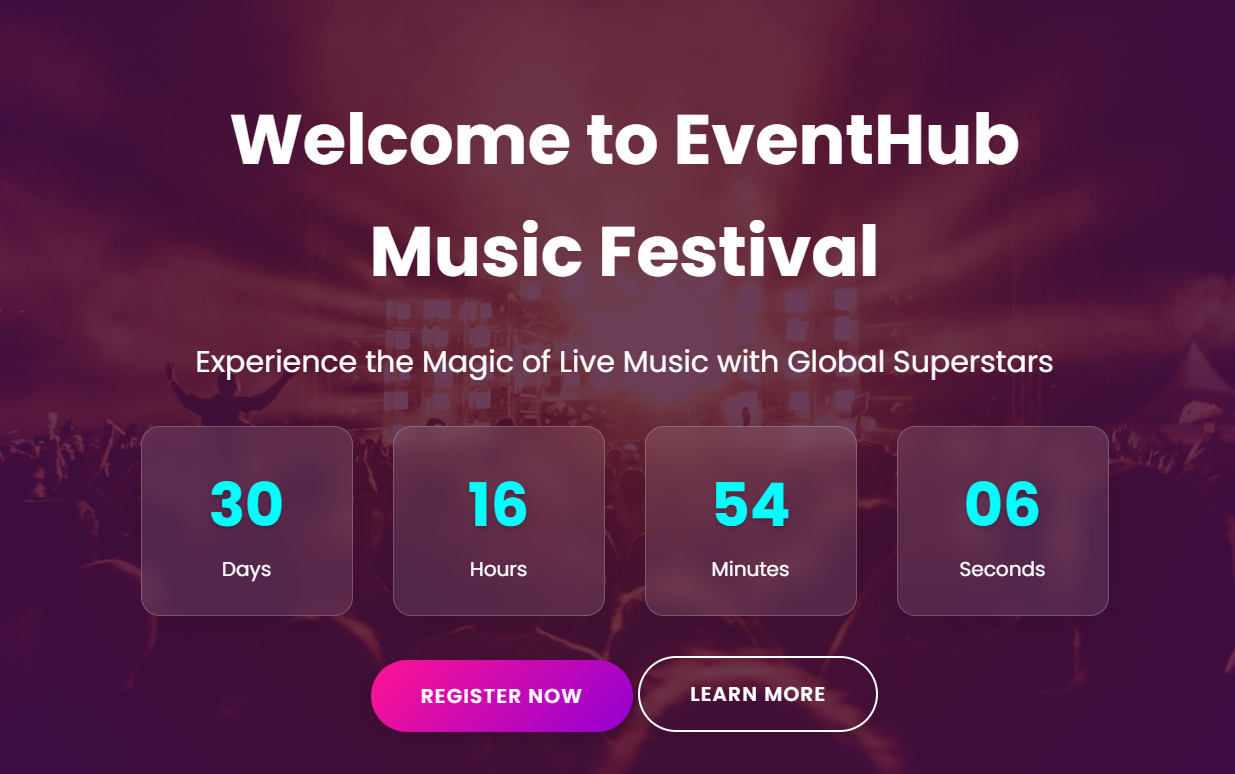 Welcome to EventHub
Music Festival
Experience the Magic of Live Music with Global Superstars
30
Days
16
Hours
54
Minutes
06
Seconds
REGISTER NOW
LEARN MORE